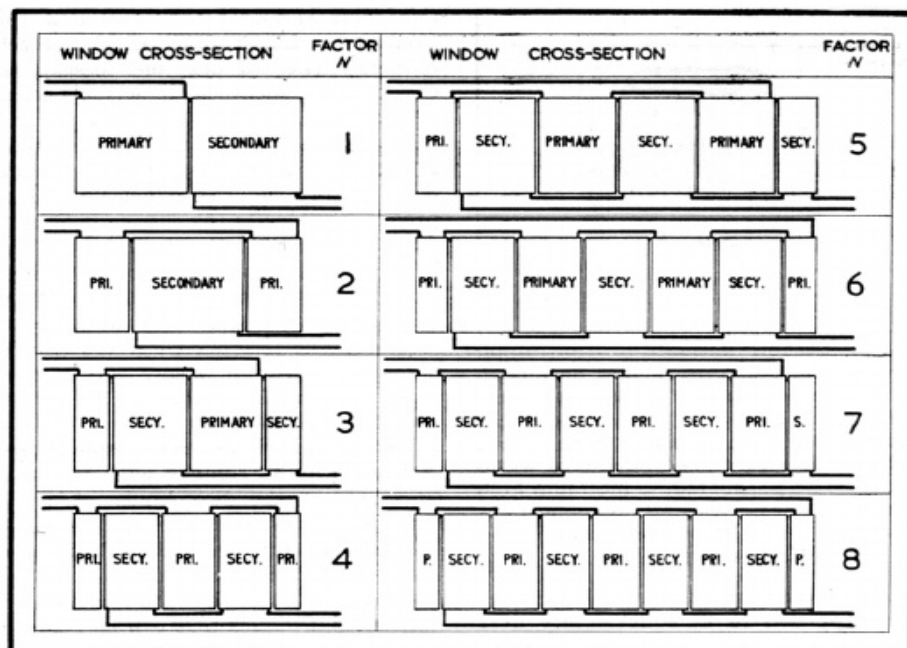 WINDOW CROSS-SECTION FACTOR N
PRIMARY SECONDARY 1
PRI. SECONDARY PRI. 2
PRI. SECY. PRIMARY SECY. 3
PRI. SECY. PRI. SECY. PRI. 4
WINDOW CROSS-SECTION FACTOR N
PRI. SECY. PRIMARY SECY. PRIMARY SECY. 5
PRI. SECY. PRIMARY SECY. PRIMARY SECY. PRI. 6
PRI. SECY. PRI. SECY. PRI. SECY. PRI. S. 7
P. SECY. PRI. SECY. PRI. SECY. PRI. SECY. P. 8